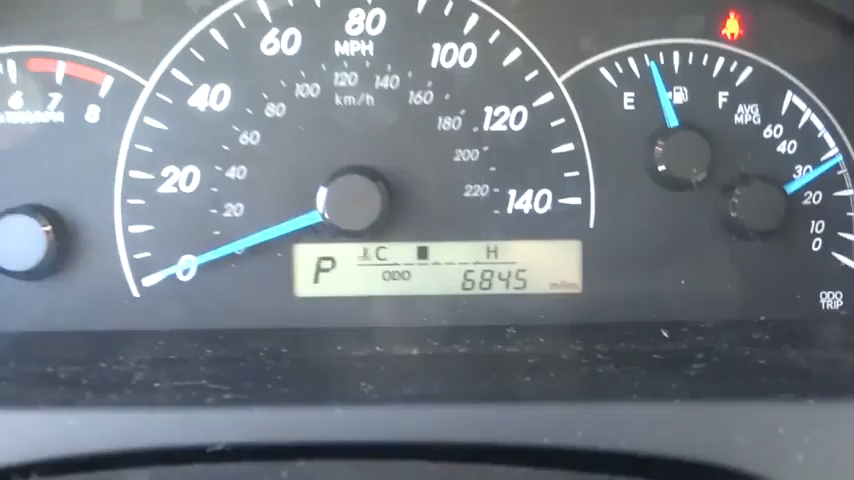 6 7 8
0 20 40 60 80 100 120 140
MPH
20 40 60 80 100 120 140 160 180 200 220
km/h
E F
AVG
MPG
60
40
30
20
10
0
ODO
TRIP
P C H
ODO 6845 miles